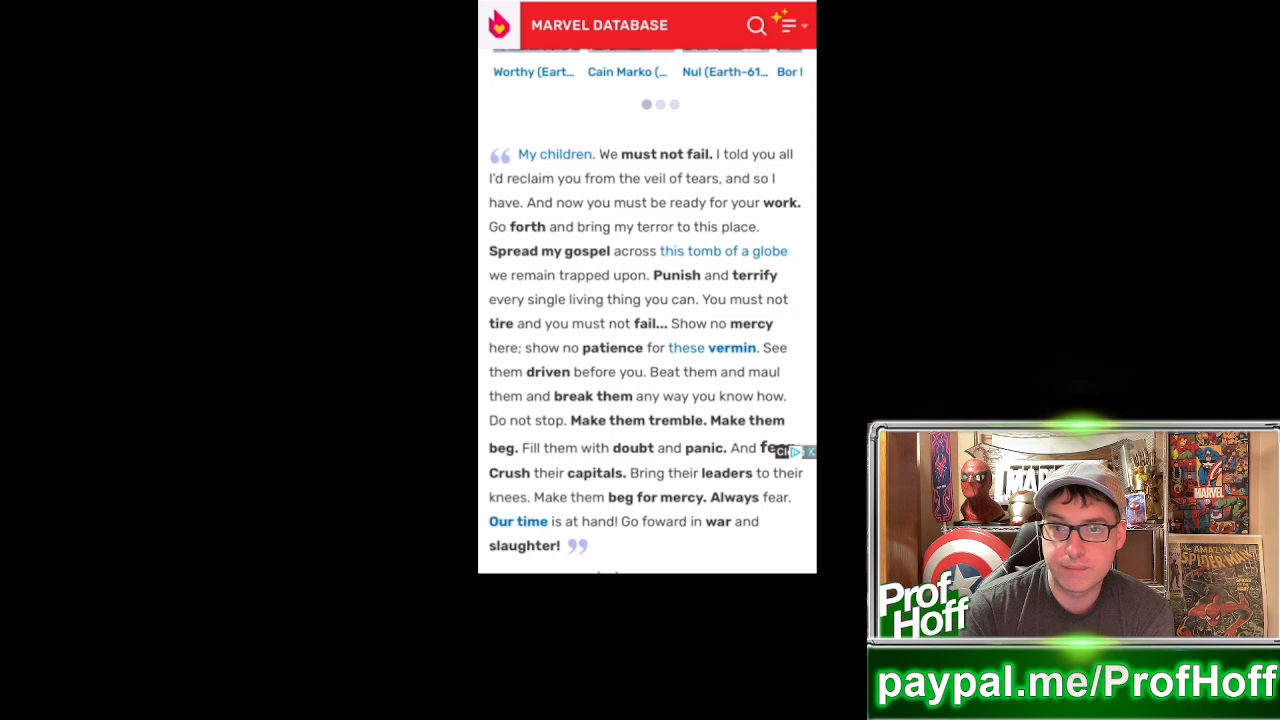 MARVEL DATABASE
Worthy (Eart... Cain Marko (... Nul (Earth-61... Bor
My children. We must not fail. I told you all
I'd reclaim you from the veil of tears, and so I
have. And now you must be ready for your work.
Go forth and bring my terror to this place.
Spread my gospel across this tomb of a globe
we remain trapped upon. Punish and terrify
every single living thing you can. You must not
tire and you must not fail... Show no mercy
here; show no patience for these vermin. See
them driven before you. Beat them and maul
them and break them any way you know how.
Do not stop. Make them tremble. Make them
beg. Fill them with doubt and panic. And
Crush their capitals. Bring their leaders to their
knees. Make them beg for mercy. Always fear.
Our time is at hand! Go foward in war and
slaughter!
MARVEL
AMAZING
SPIDER-MAN
Prof
Hoff
paypal.me/ProfHoff